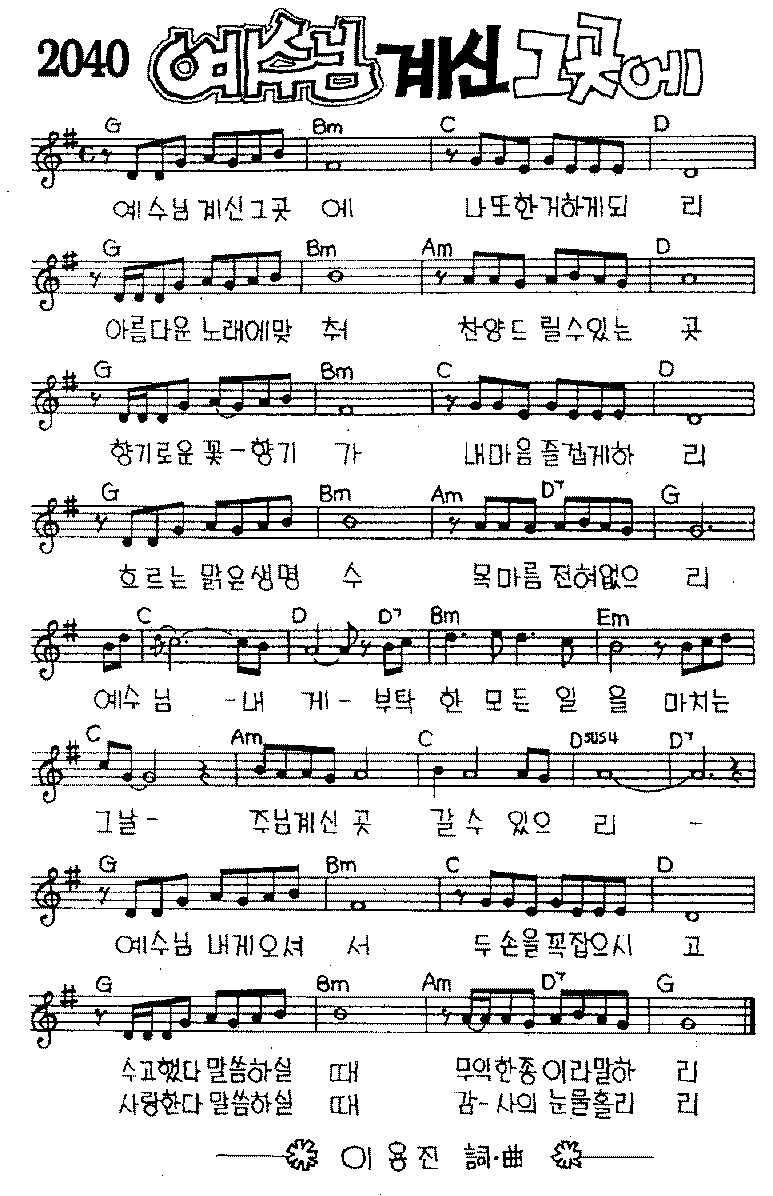 2040 예수님 계신 그곳에
G Bm C D
예수님계신그곳 에 나또한거하게되 리
G Bm Am D
아름다운 노래에맞 춰 찬양드 릴수있는 곳
G Bm C D
향기로운 꽃-향기 가 내마음 즐겁게하 리
G Bm Am D7 G
흐르는 맑은생명 수 목마름 전혀없으 리
C D D7 Bm Em
예수 님 -내 게- 부탁 한 모든 일 을 마치는
C Am C Dsus4 D7
그날- 주님계신 곳 갈 수 있으 리 -
G Bm C D
예수님 내게오셔 서 두 손을 꼭잡으시 고
G Bm Am D7 G
수고했다 말씀하실 때 무익한종 이라말하 리
사랑한다 말씀하실 때 감-사의 눈물흘리 리
이용진 詞·曲